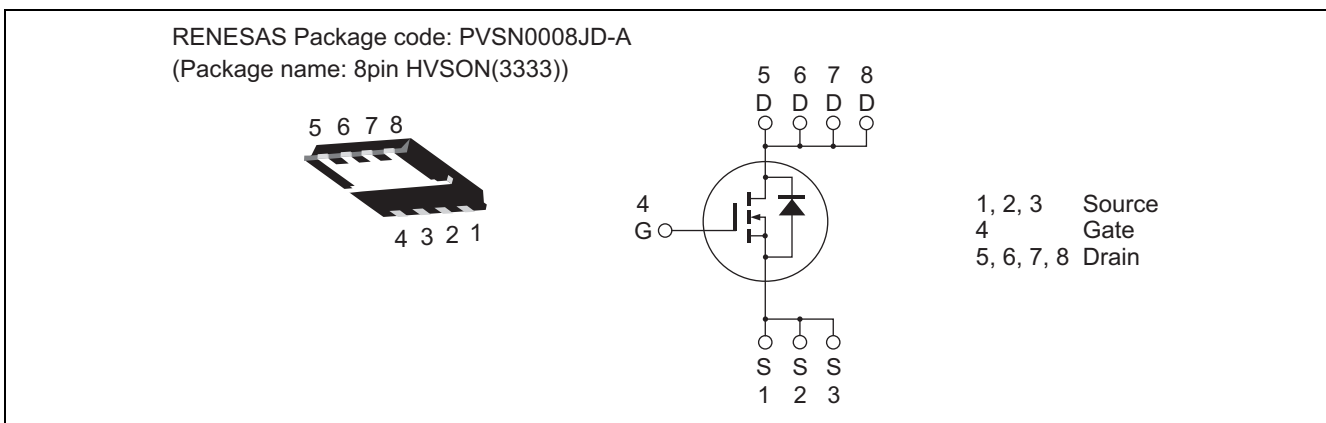 RENESAS Package code: PVSN0008JD-A
(Package name: 8pin HVSON(3333))
5 6 7 8
4 3 2 1
5 6 7 8
D D D D
4
G
S S S
1 2 3
1, 2, 3 Source
4 Gate
5, 6, 7, 8 Drain